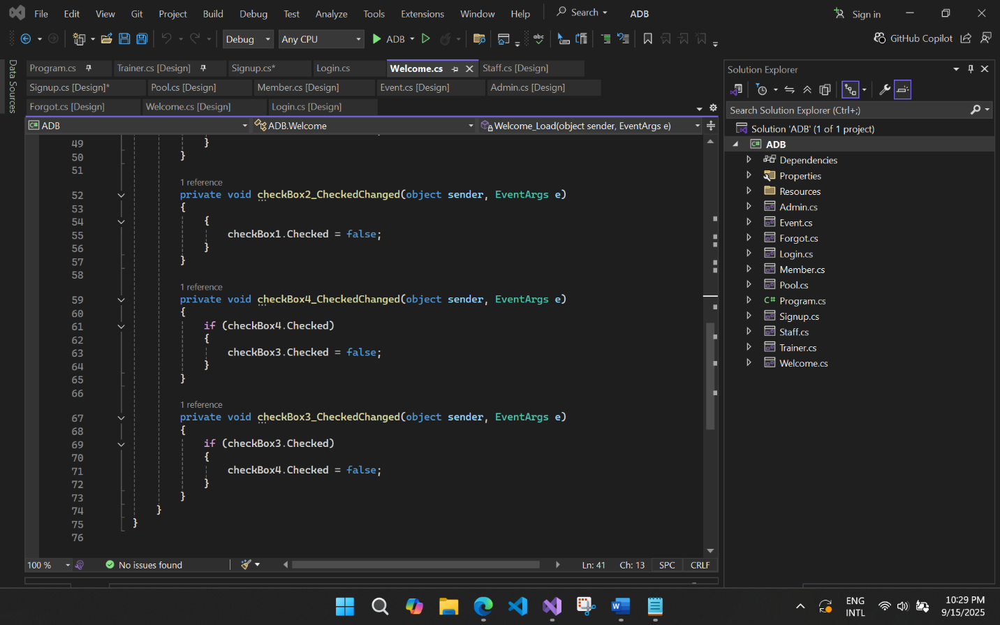 File Edit View Git Project Build Debug Test Analyze Tools Extensions Window Help Search ADB Sign in
Debug Any CPU ADB abc GitHub Copilot
Data Sources
Program.cs Trainer.cs [Design] Signup.cs* Login.cs Welcome.cs Staff.cs [Design]
Signup.cs [Design]* Pool.cs [Design] Member.cs [Design] Event.cs [Design] Admin.cs [Design]
Forgot.cs [Design] Welcome.cs [Design] Login.cs [Design]
C# ADB ADB.Welcome Welcome_Load(object sender, EventArgs e)
49 }
50 }
51
1 reference
52 private void checkBox2_CheckedChanged(object sender, EventArgs e)
53 {
54 {
55 checkBox1.Checked = false;
56 }
57 }
58
1 reference
59 private void checkBox4_CheckedChanged(object sender, EventArgs e)
60 {
61 if (checkBox4.Checked)
62 {
63 checkBox3.Checked = false;
64 }
65 }
66
1 reference
67 private void checkBox3_CheckedChanged(object sender, EventArgs e)
68 {
69 if (checkBox3.Checked)
70 {
71 checkBox4.Checked = false;
72 }
73 }
74 }
75 }
76
100 % No issues found Ln: 41 Ch: 13 SPC CRLF
Solution Explorer
Search Solution Explorer (Ctrl+;)
Solution 'ADB' (1 of 1 project)
C# ADB
Dependencies
Properties
Resources
Admin.cs
Event.cs
Forgot.cs
Login.cs
Member.cs
Pool.cs
C# Program.cs
Signup.cs
Staff.cs
Trainer.cs
Welcome.cs
W
ENG
INTL
10:29 PM
9/15/2025